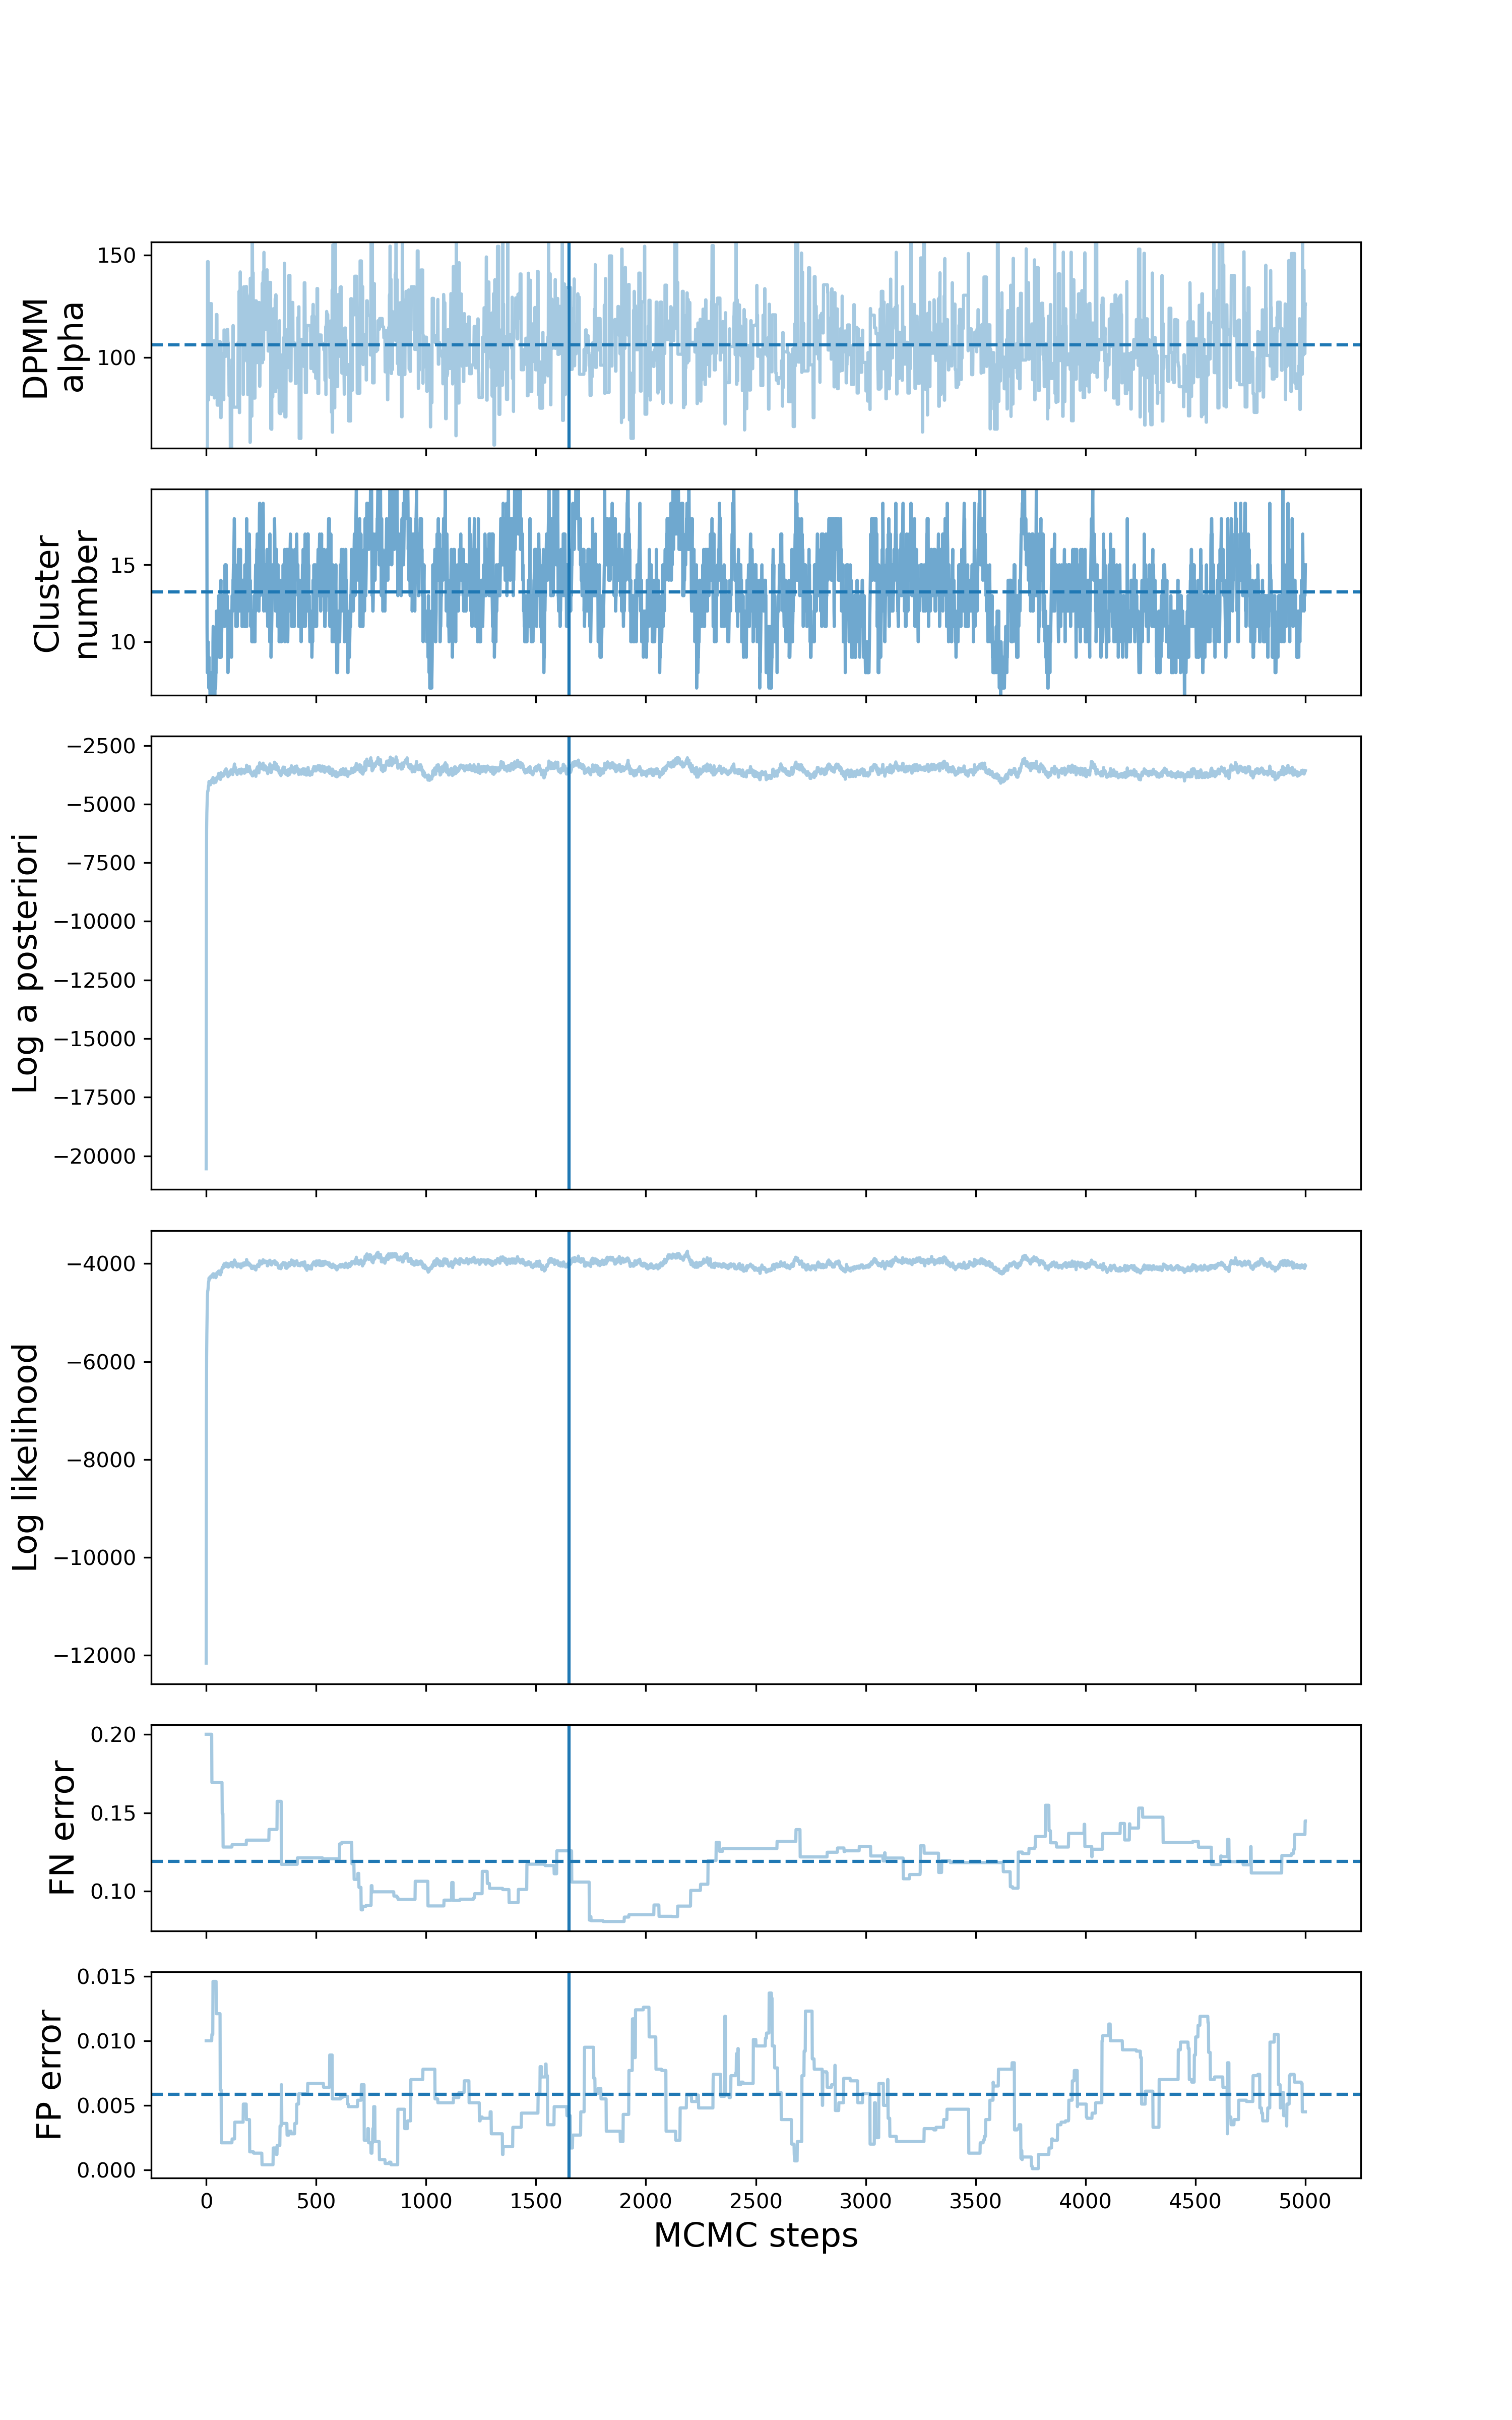 DPMM
alpha
150
100
Cluster
number
15
10
Log a posteriori
−2500
−5000
−7500
−10000
−12500
−15000
−17500
−20000
Log likelihood
−4000
−6000
−8000
−10000
−12000
FN error
0.20
0.15
0.10
FP error
0.015
0.010
0.005
0.000
0 500 1000 1500 2000 2500 3000 3500 4000 4500 5000
MCMC steps